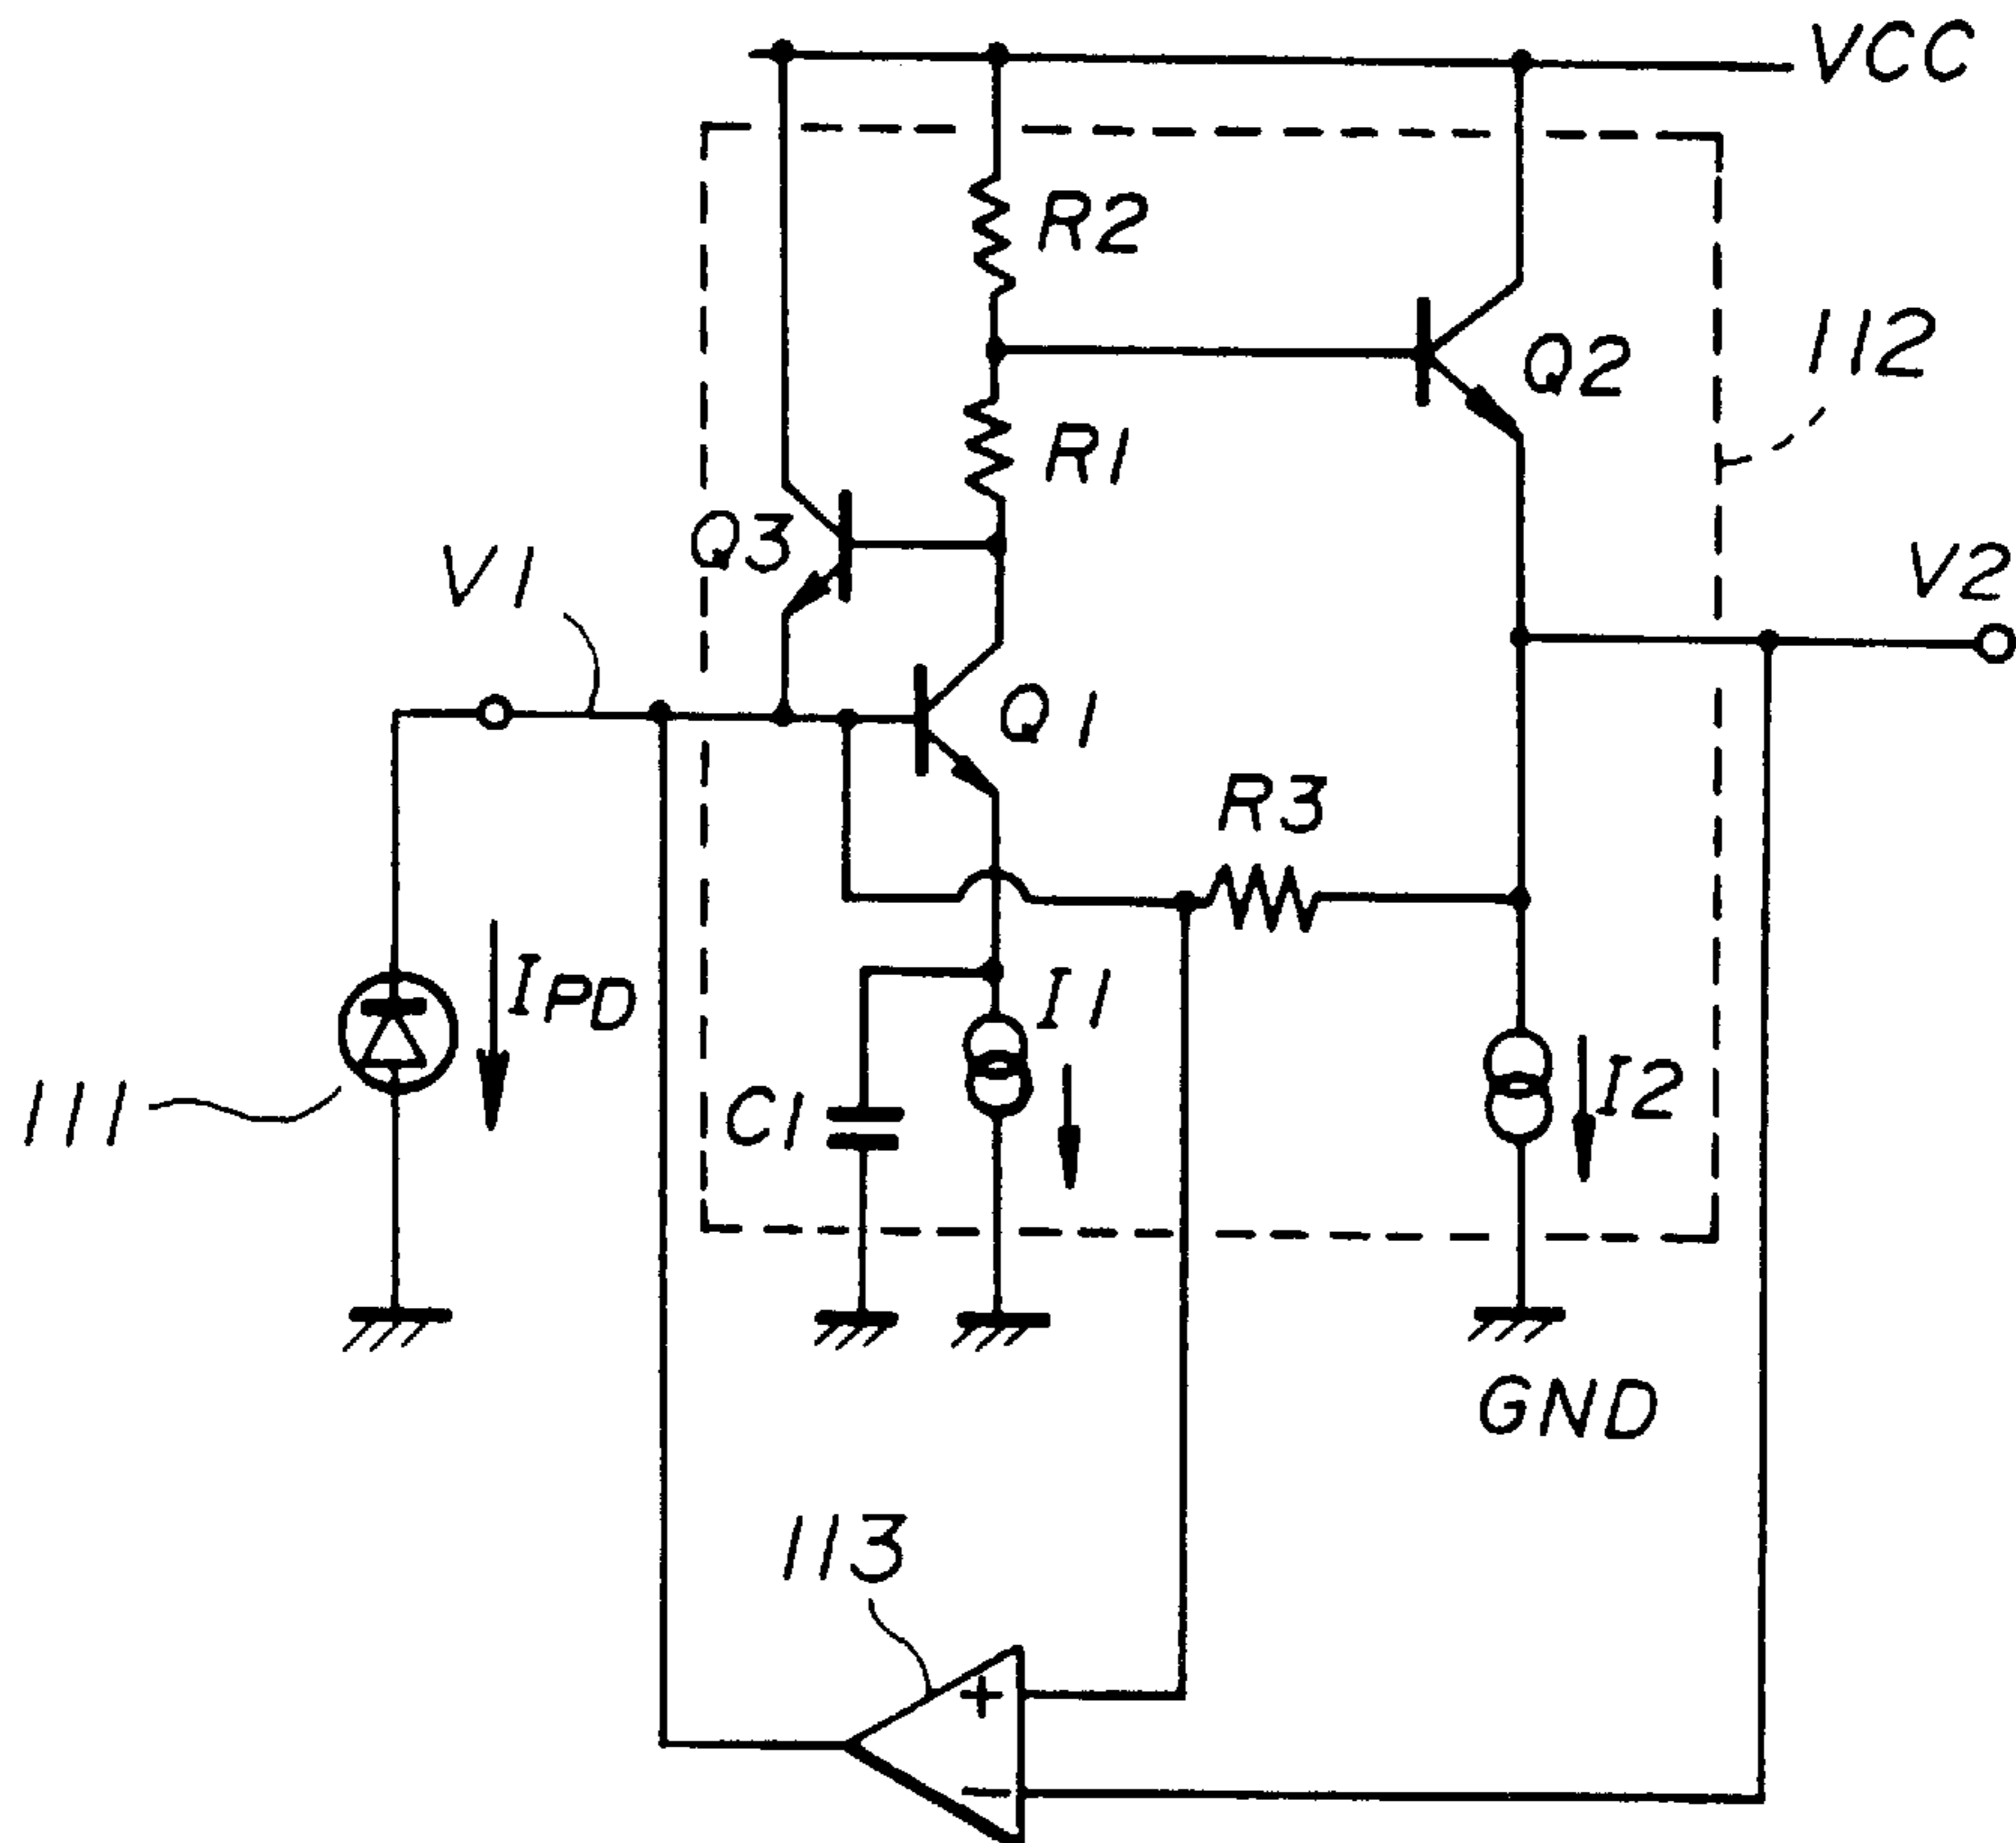 VCC
R2
Q2
112
R1
Q3
V1
V2
Q1
R3
IPD
I1
I2
C1
111
GND
113
+
−